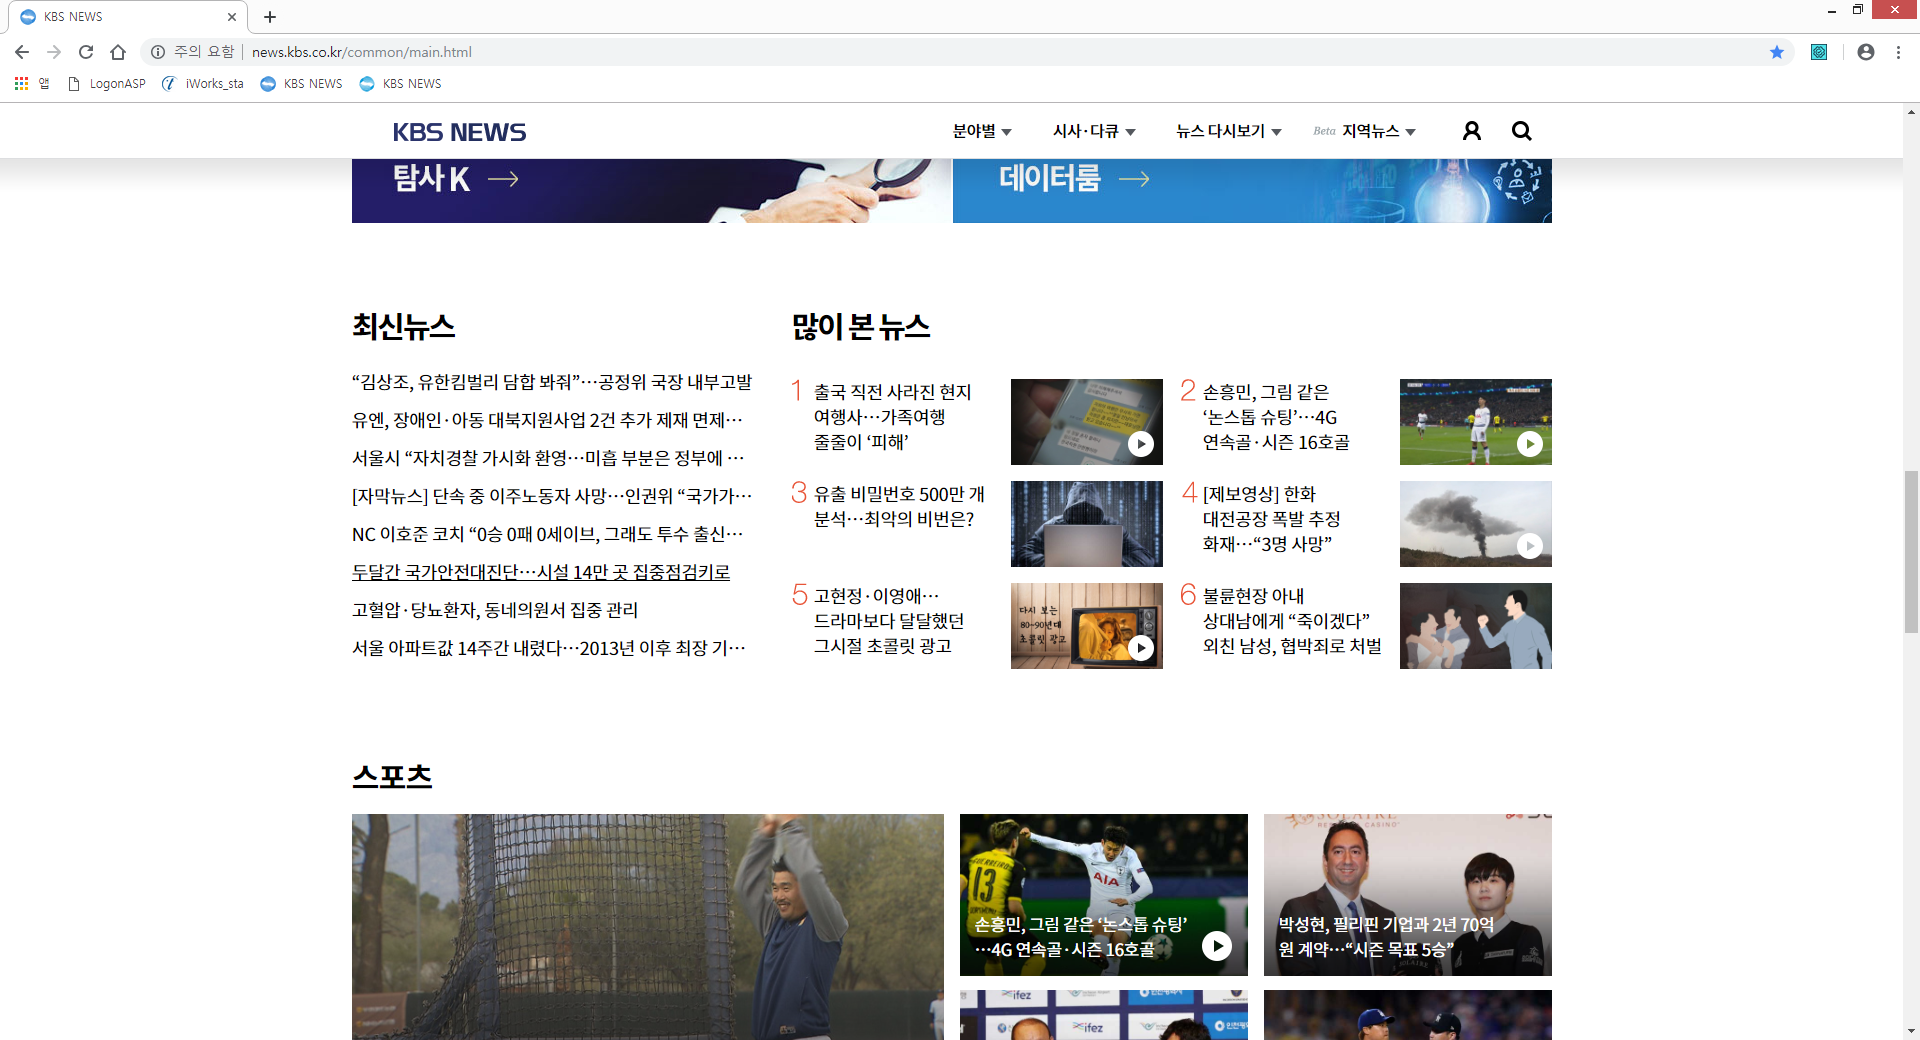 KBS NEWS
주의 요함
news.kbs.co.kr/common/main.html
앱
LogonASP
iWorks_sta
KBS NEWS
KBS NEWS
KBS NEWS
분야별
시사·다큐
뉴스 다시보기
Beta 지역뉴스
탐사 K
데이터룸
최신뉴스
“김상조, 유한킴벌리 담합 봐줘”…공정위 국장 내부고발
유엔, 장애인·아동 대북지원사업 2건 추가 제재 면제…
서울시 “자치경찰 가시화 환영…미흡 부분은 정부에 …
[자막뉴스] 단속 중 이주노동자 사망…인권위 “국가가…
NC 이호준 코치 “0승 0패 0세이브, 그래도 투수 출신…
두달간 국가안전대진단…시설 14만 곳 집중점검키로
고혈압·당뇨환자, 동네의원서 집중 관리
서울 아파트값 14주간 내렸다…2013년 이후 최장 기…
많이 본 뉴스
1 출국 직전 사라진 현지
여행사…가족여행
줄줄이 ‘피해’
2 손흥민, 그림 같은
‘논스톱 슈팅’…4G
연속골·시즌 16호골
3 유출 비밀번호 500만 개
분석…최악의 비번은?
4 [제보영상] 한화
대전공장 폭발 추정
화재…“3명 사망”
5 고현정·이영애…
드라마보다 달달했던
그시절 초콜릿 광고
다시 보는
80~90년대
초콜릿 광고
6 불륜현장 아내
상대남에게 “죽이겠다”
외친 남성, 협박죄로 처벌
스포츠
13
AIA
손흥민, 그림 같은 ‘논스톱 슈팅’
…4G 연속골·시즌 16호골
SOLAIRE
박성현, 필리핀 기업과 2년 70억
원 계약…“시즌 목표 5승”
ifez
ifez